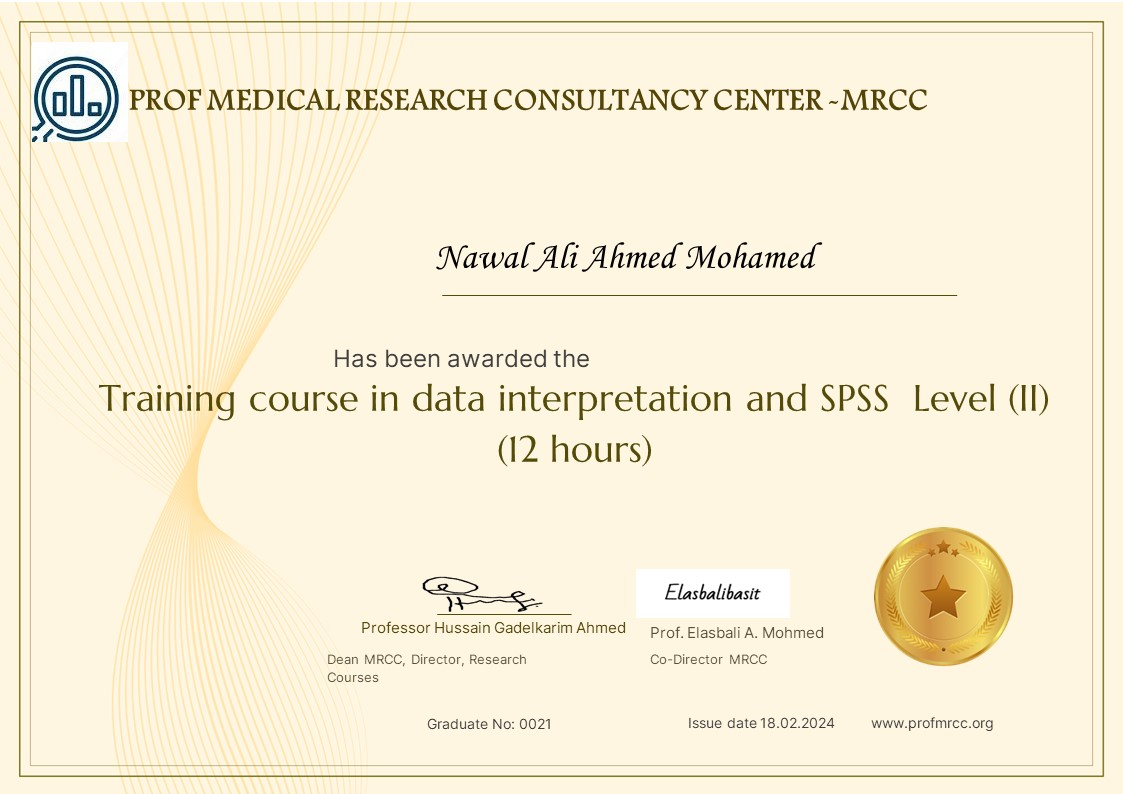 PROF MEDICAL RESEARCH CONSULTANCY CENTER ~MRCC
Nawal Ali Ahmed Mohamed
Has been awarded the
Training course in data interpretation and SPSS Level (II)
(12 hours)
Elasbalibasit
Professor Hussain Gadelkarim Ahmed
Prof. Elasbali A. Mohmed
Dean MRCC, Director, Research
Courses
Co-Director MRCC
Graduate No: 0021
Issue date 18.02.2024
www.profmrcc.org